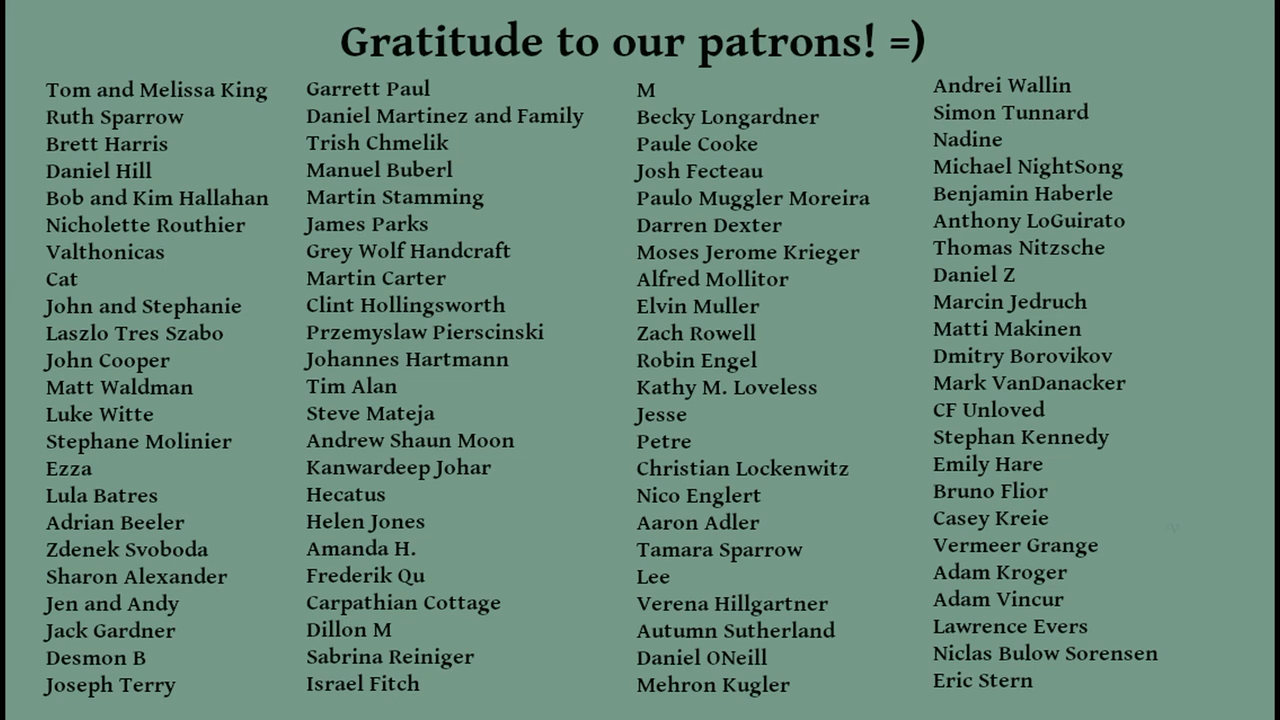 Gratitude to our patrons! =)
Tom and Melissa King
Ruth Sparrow
Brett Harris
Daniel Hill
Bob and Kim Hallahan
Nicholette Routhier
Valthonicas
Cat
John and Stephanie
Laszlo Tres Szabo
John Cooper
Matt Waldman
Luke Witte
Stephane Molinier
Ezza
Lula Batres
Adrian Beeler
Zdenek Svoboda
Sharon Alexander
Jen and Andy
Jack Gardner
Desmon B
Joseph Terry
Garrett Paul
Daniel Martinez and Family
Trish Chmelik
Manuel Buberl
Martin Stamming
James Parks
Grey Wolf Handcraft
Martin Carter
Clint Hollingsworth
Przemyslaw Pierscinski
Johannes Hartmann
Tim Alan
Steve Mateja
Andrew Shaun Moon
Kanwardeep Johar
Hecatus
Helen Jones
Amanda H.
Frederik Qu
Carpathian Cottage
Dillon M
Sabrina Reiniger
Israel Fitch
M
Becky Longardner
Paule Cooke
Josh Fecteau
Paulo Muggler Moreira
Darren Dexter
Moses Jerome Krieger
Alfred Mollitor
Elvin Muller
Zach Rowell
Robin Engel
Kathy M. Loveless
Jesse
Petre
Christian Lockenwitz
Nico Englert
Aaron Adler
Tamara Sparrow
Lee
Verena Hillgartner
Autumn Sutherland
Daniel ONeill
Mehron Kugler
Andrei Wallin
Simon Tunnard
Nadine
Michael NightSong
Benjamin Haberle
Anthony LoGuirato
Thomas Nitzsche
Daniel Z
Marcin Jedruch
Matti Makinen
Dmitry Borovikov
Mark VanDanacker
CF Unloved
Stephan Kennedy
Emily Hare
Bruno Flior
Casey Kreie
Vermeer Grange
Adam Kroger
Adam Vincur
Lawrence Evers
Niclas Bulow Sorensen
Eric Stern